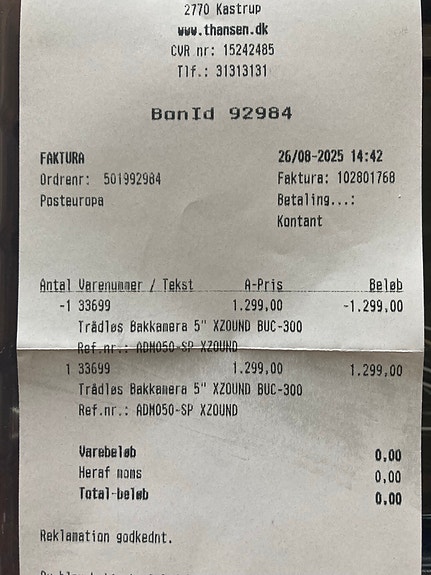 2770 Kastrup
www.thansen.dk
CVR nr: 15242485
Tlf.: 31313131
BonId 92984
FAKTURA 26/08-2025 14:42
Ordrenr: 501992984 Faktura: 102801768
Posteuropa Betaling...:
Kontant
Antal Varenummer / Tekst A-Pris Beløb
-1 33699 1.299,00 -1.299,00
Trådløs Bakkamera 5" XZOUND BUC-300
Ref.nr.: ADM050-SP XZOUND
1 33699 1.299,00 1.299,00
Trådløs Bakkamera 5" XZOUND BUC-300
Ref.nr.: ADM050-SP XZOUND
Varebeløb 0,00
Heraf moms 0,00
Total-beløb 0,00
Reklamation godkednt.